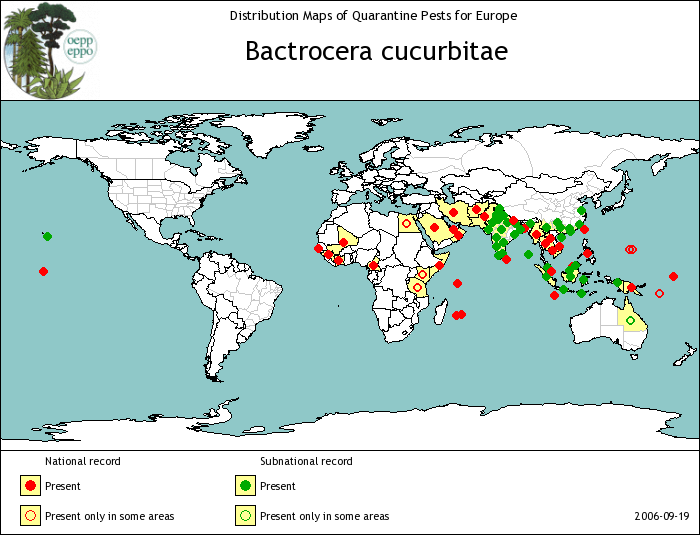 Distribution Maps of Quarantine Pests for Europe
oepp
eppo
Bactrocera cucurbitae
National record
Subnational record
Present
Present
Present only in some areas
Present only in some areas
2006-09-19